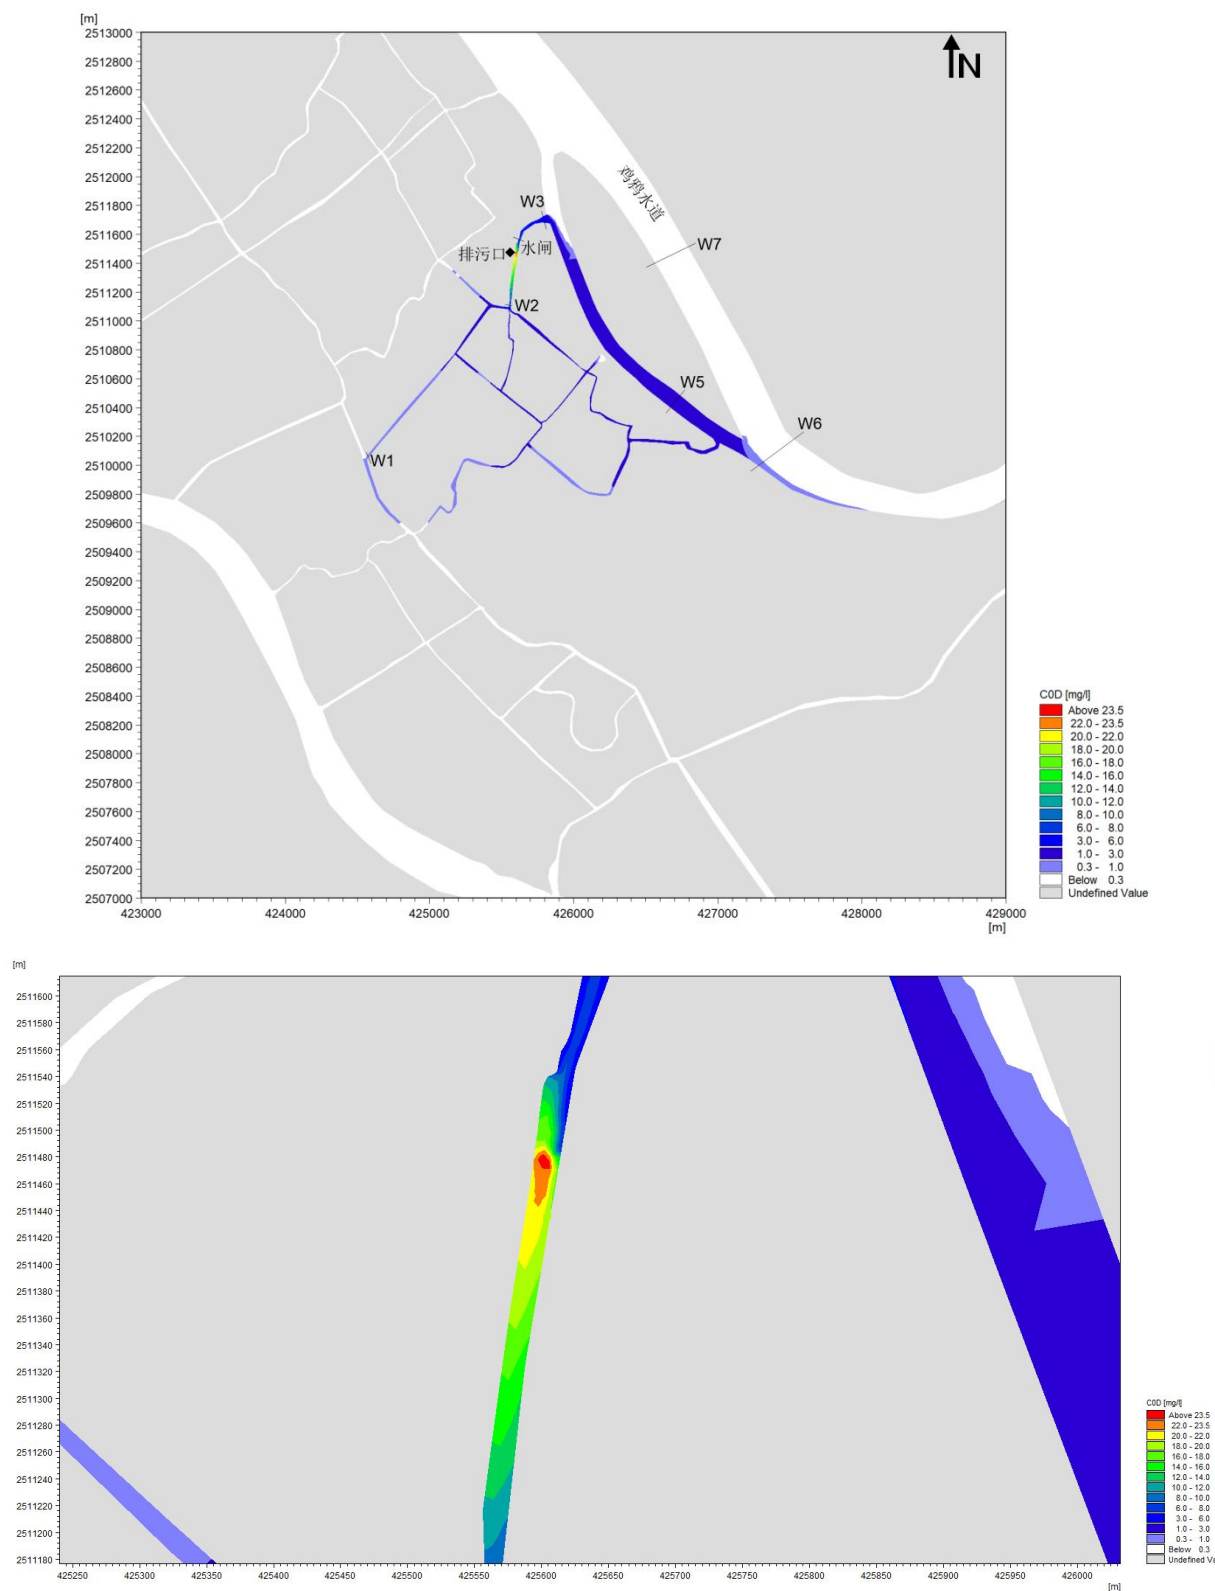 [m]
2513000
2512800
2512600
2512400
2512200
2512000
2511800
2511600
2511400
2511200
2511000
2510800
2510600
2510400
2510200
2510000
2509800
2509600
2509400
2509200
2509000
2508800
2508600
2508400
2508200
2508000
2507800
2507600
2507400
2507200
2507000
423000 424000 425000 426000 427000 428000 429000
[m]
N
鸡鸦水道
W3
W7
排污口
水闸
W2
W5
W6
W1
C0D [mg/l]
Above 23.5
22.0 - 23.5
20.0 - 22.0
18.0 - 20.0
16.0 - 18.0
14.0 - 16.0
12.0 - 14.0
10.0 - 12.0
8.0 - 10.0
6.0 - 8.0
3.0 - 6.0
1.0 - 3.0
0.3 - 1.0
Below 0.3
Undefined Value
[m]
2511600
2511580
2511560
2511540
2511520
2511500
2511480
2511460
2511440
2511420
2511400
2511380
2511360
2511340
2511320
2511300
2511280
2511260
2511240
2511220
2511200
2511180
425250 425300 425350 425400 425450 425500 425550 425600 425650 425700 425750 425800 425850 425900 425950 426000
[m]
C0D [mg/l]
Above 23.5
22.0 - 23.5
20.0 - 22.0
18.0 - 20.0
16.0 - 18.0
14.0 - 16.0
12.0 - 14.0
10.0 - 12.0
8.0 - 10.0
6.0 - 8.0
3.0 - 6.0
1.0 - 3.0
0.3 - 1.0
Below 0.3
Undefined Va